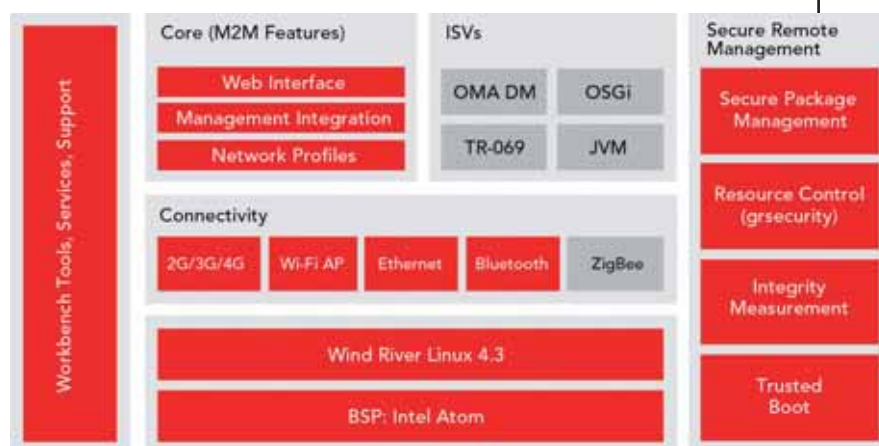 Workbench Tools, Services, Support
Core (M2M Features)
Web Interface
Management Integration
Network Profiles
ISVs
OMA DM
OSGi
TR-069
JVM
Connectivity
2G/3G/4G
Wi-Fi AP
Ethernet
Bluetooth
ZigBee
Wind River Linux 4.3
BSP: Intel Atom
Secure Remote
Management
Secure Package
Management
Resource Control
(grsecurity)
Integrity
Measurement
Trusted
Boot